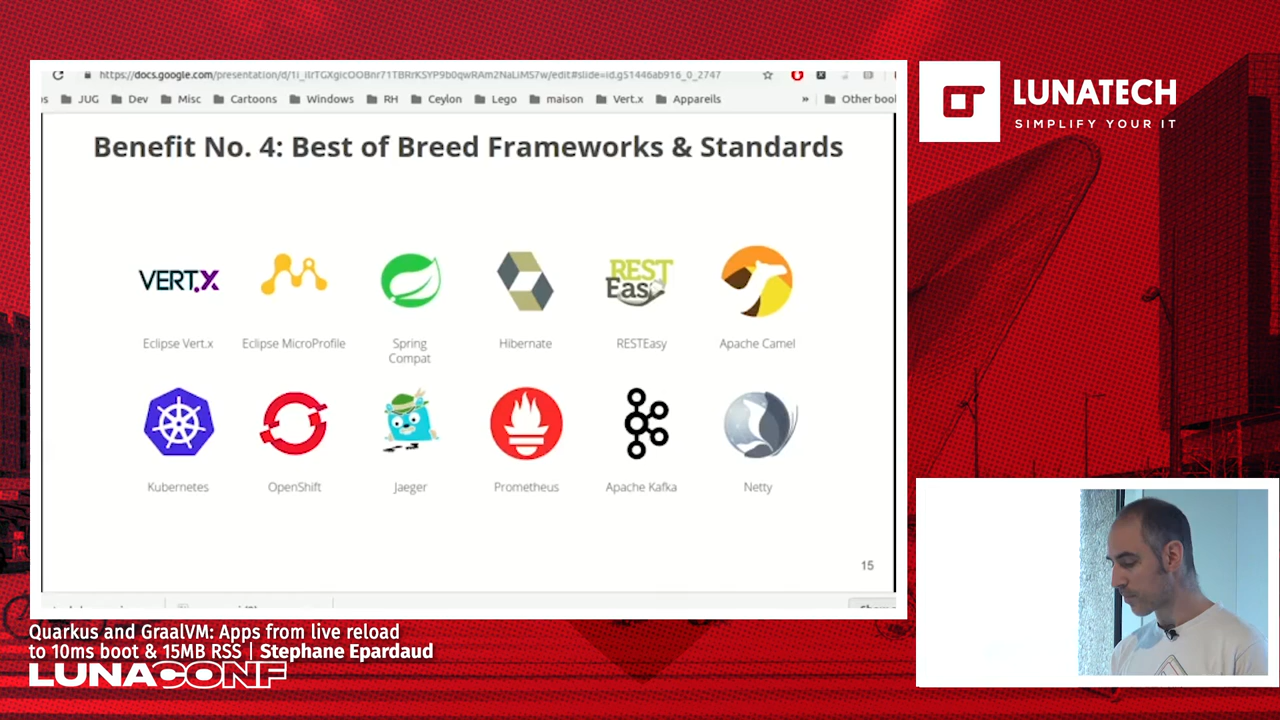 https://docs.google.com/presentation/d/1i_ilrTGXgicOOBnr71TBRrKSYP9b0qwRAm2NaLiMS7w/edit#slide=id.g51446ab916_0_2747
JUG Dev Misc Cartoons Windows RH Ceylon Lego maison Vert.x Appareils » Other bool
Benefit No. 4: Best of Breed Frameworks & Standards
VERT.X
REST
Easy
Eclipse Vert.x Eclipse MicroProfile Spring Hibernate RESTEasy Apache Camel
Compat
Kubernetes OpenShift Jaeger Prometheus Apache Kafka Netty
15
LUNATECH
SIMPLIFY YOUR IT
Quarkus and GraalVM: Apps from live reload
to 10ms boot & 15MB RSS | Stephane Epardaud
LUNACONF